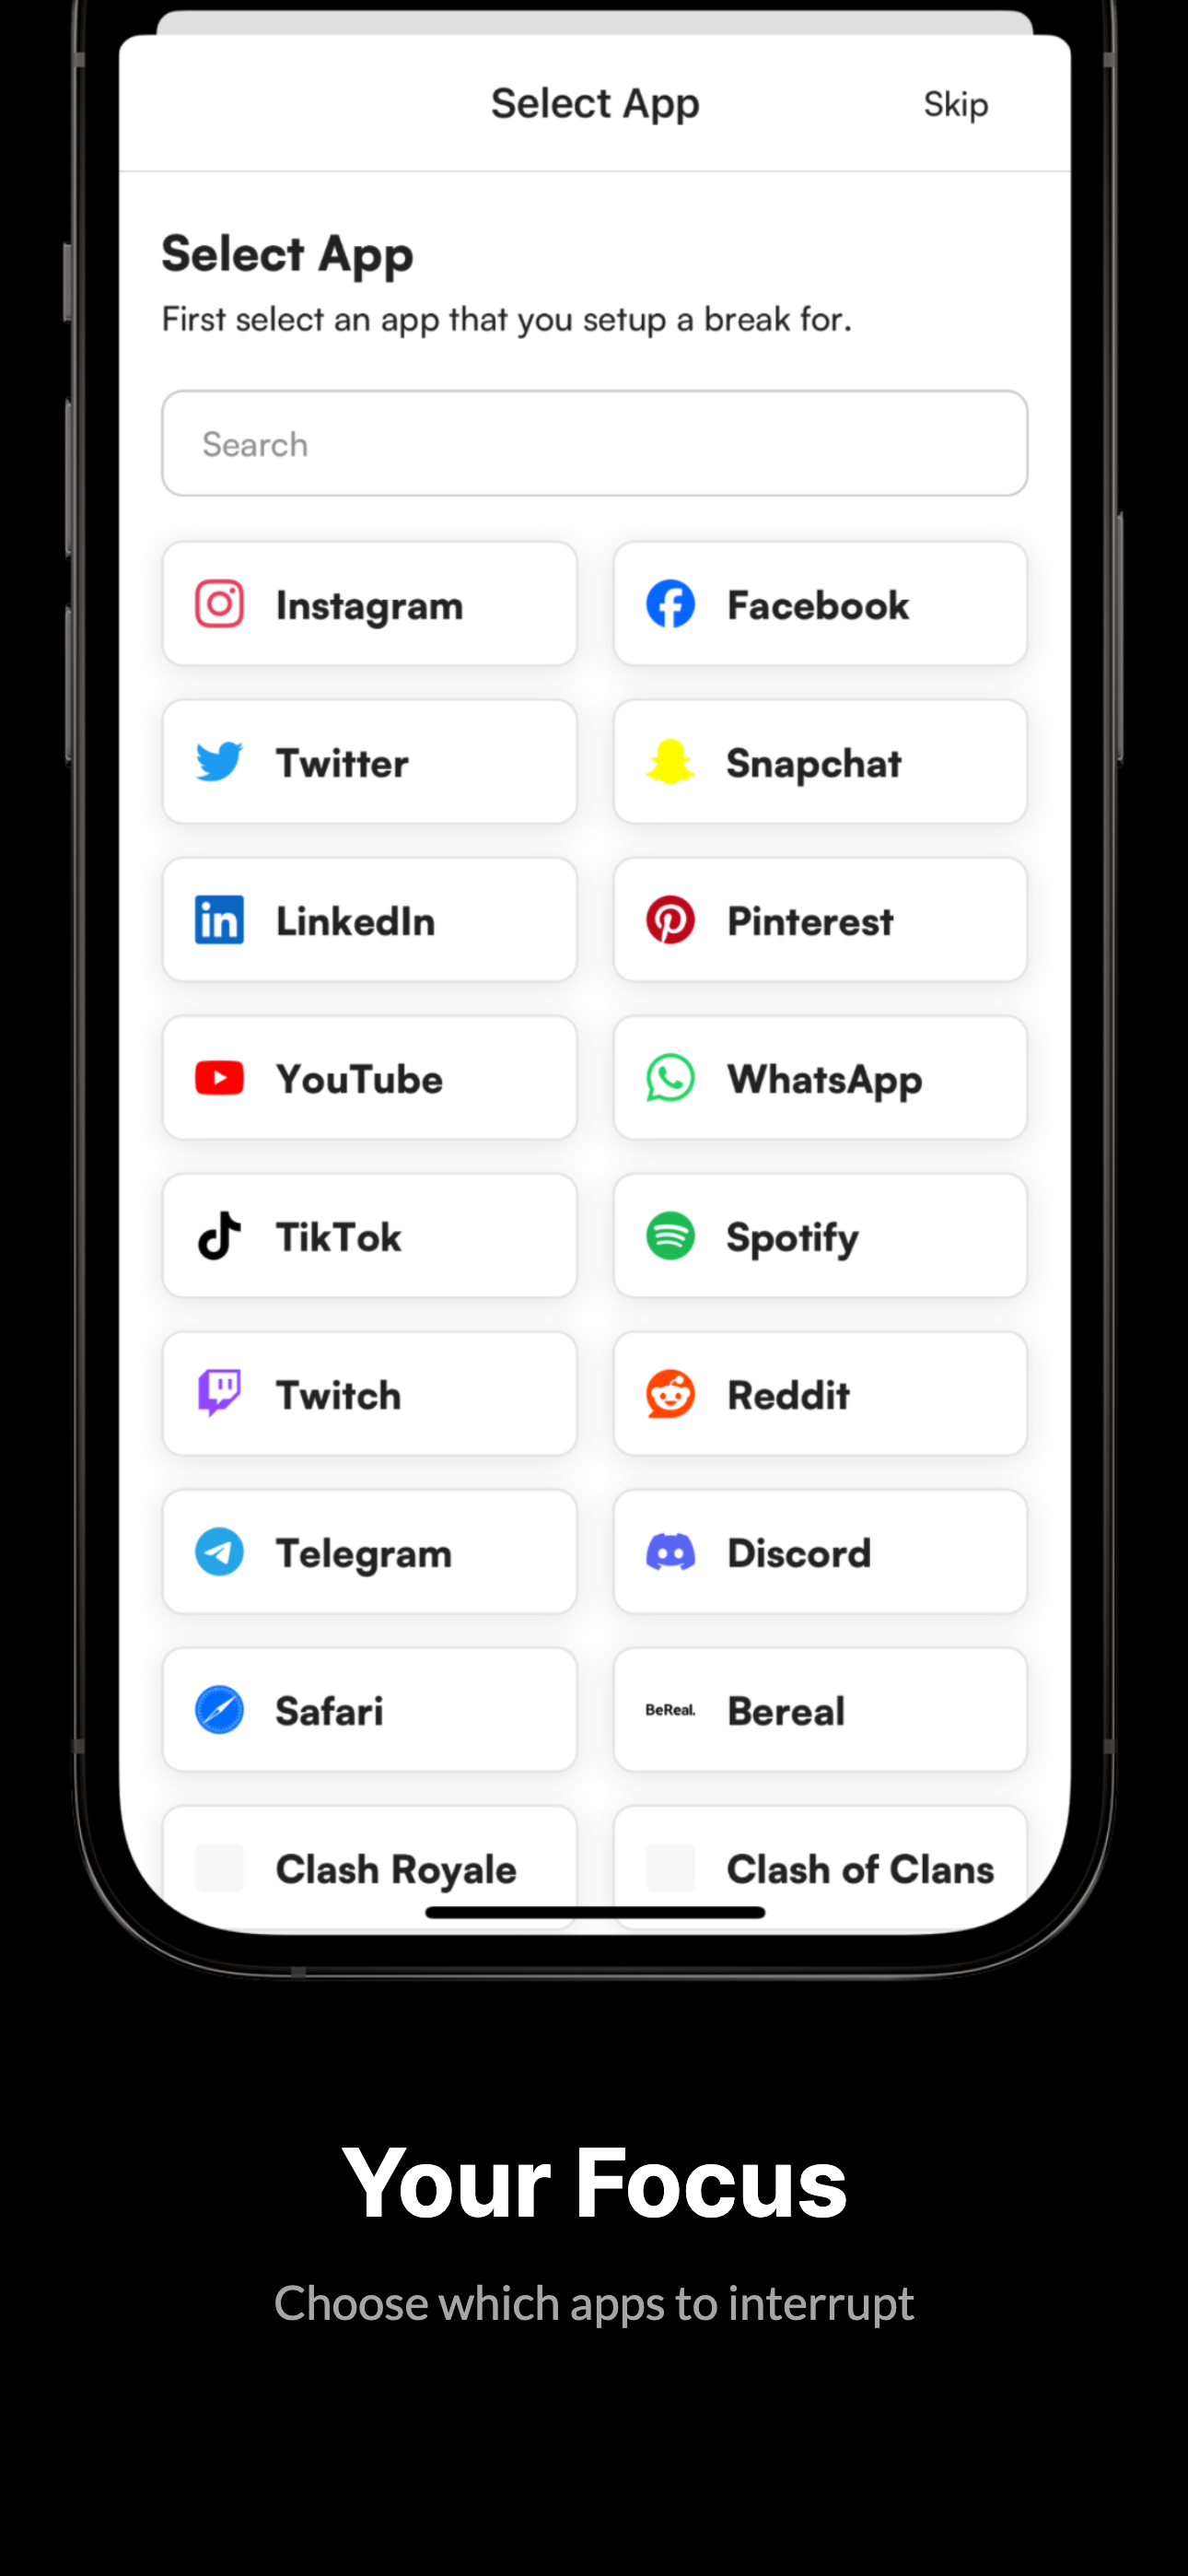 Select App
Skip
Select App
First select an app that you setup a break for.
Search
Instagram
Facebook
Twitter
Snapchat
in
LinkedIn
Pinterest
YouTube
WhatsApp
TikTok
Spotify
Twitch
Reddit
Telegram
Discord
Safari
BeReal.
Bereal
Clash Royale
Clash of Clans
Your Focus
Choose which apps to interrupt